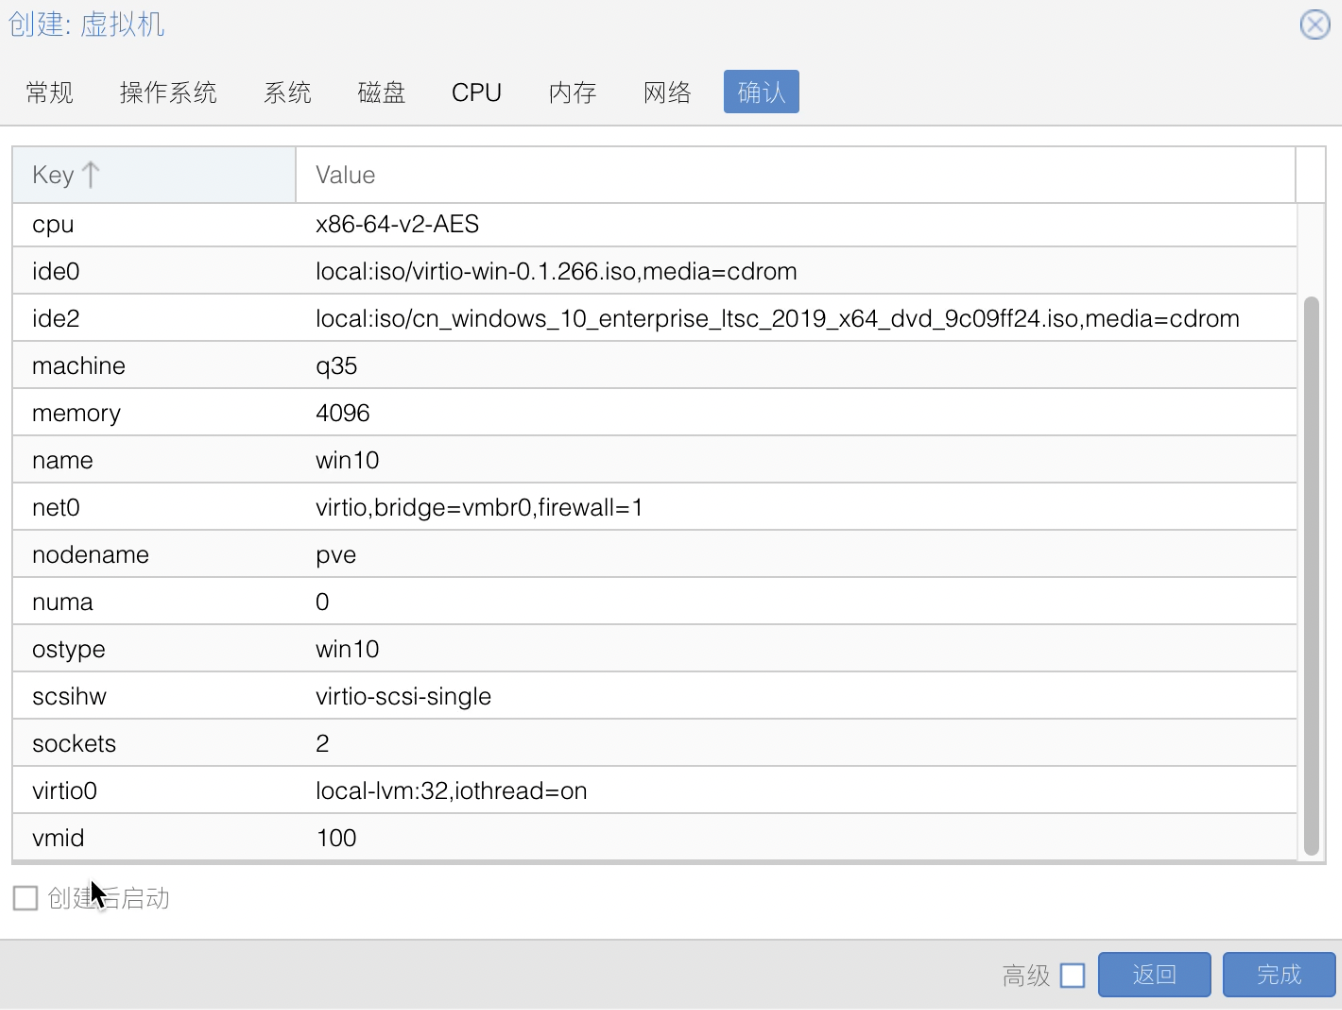 创建: 虚拟机
常规 操作系统 系统 磁盘 CPU 内存 网络 确认
Key Value
cpu x86-64-v2-AES
ide0 local:iso/virtio-win-0.1.266.iso,media=cdrom
ide2 local:iso/cn_windows_10_enterprise_ltsc_2019_x64_dvd_9c09ff24.iso,media=cdrom
machine q35
memory 4096
name win10
net0 virtio,bridge=vmbr0,firewall=1
nodename pve
numa 0
ostype win10
scsihw virtio-scsi-single
sockets 2
virtio0 local-lvm:32,iothread=on
vmid 100
创建后启动
高级 返回 完成